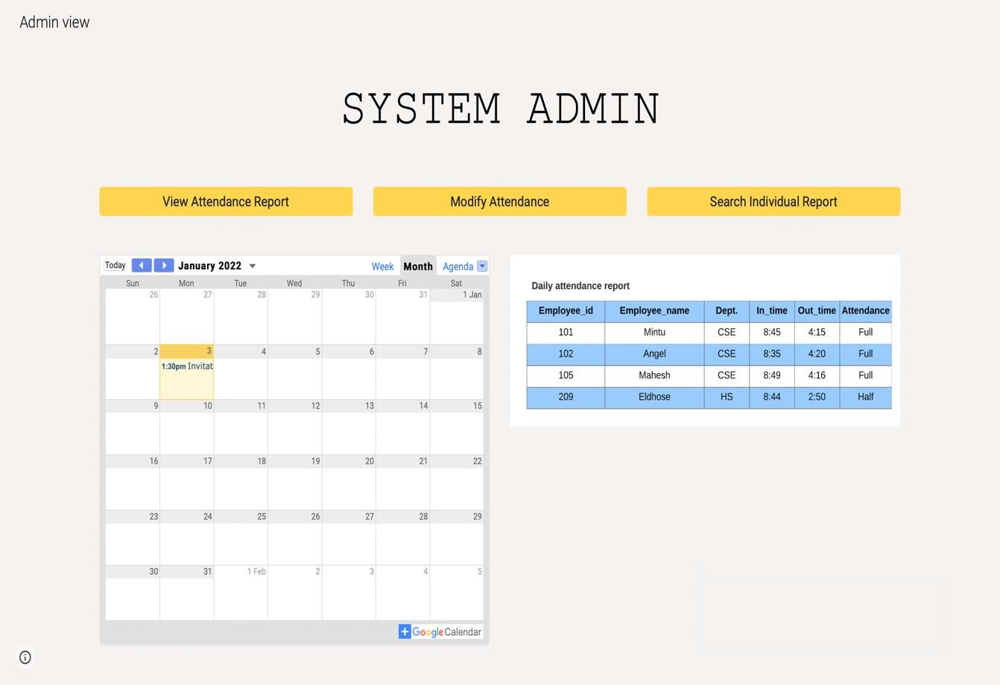 Admin view
SYSTEM ADMIN
View Attendance Report Modify Attendance Search Individual Report
Today January 2022 Week Month Agenda
Sun Mon Tue Wed Thu Fri Sat
26 27 28 29 30 31 1 Jan
2 3 4 5 6 7 8
1:30pm Invitat
9 10 11 12 13 14 15
16 17 18 19 20 21 22
23 24 25 26 27 28 29
30 31 1 Feb 2 3 4 5
Google Calendar
Daily attendance report
Employee_id Employee_name Dept. In_time Out_time Attendance
101 Mintu CSE 8:45 4:15 Full
102 Angel CSE 8:35 4:20 Full
105 Mahesh CSE 8:49 4:16 Full
209 Eldhose HS 8:44 2:50 Half